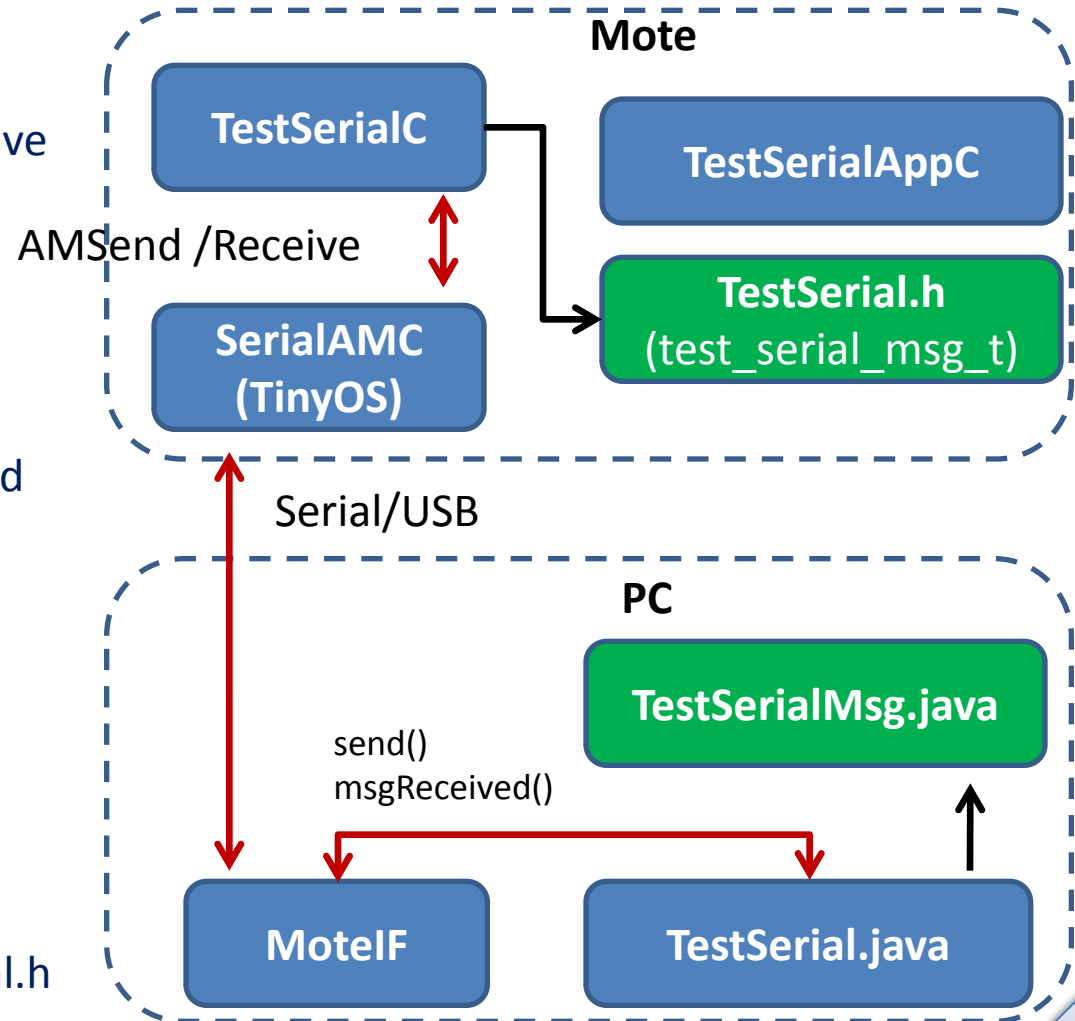 Mote
TestSerialC
ve
TestSerialAppC
AMSend /Receive
TestSerial.h
(test_serial_msg_t)
SerialAMC
(TinyOS)
d
Serial/USB
PC
TestSerialMsg.java
send()
msgReceived()
MoteIF
TestSerial.java
l.h